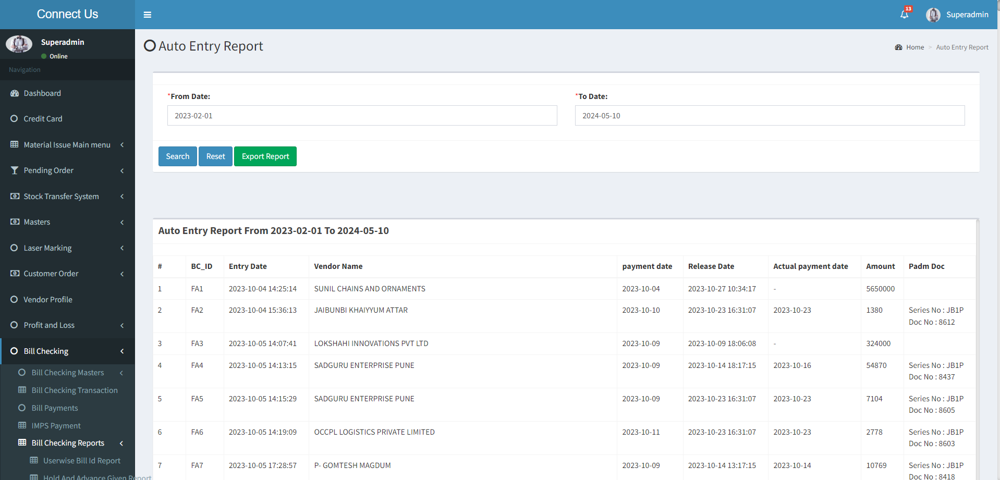 Connect Us
13
Superadmin
Superadmin
Online
Navigation
Dashboard
Credit Card
Material Issue Main menu
Pending Order
Stock Transfer System
Masters
Laser Marking
Customer Order
Vendor Profile
Profit and Loss
Bill Checking
Bill Checking Masters
Bill Checking Transaction
Bill Payments
IMPS Payment
Bill Checking Reports
Userwise Bill Id Report
Hold And Advance Given Report
Auto Entry Report
Home > Auto Entry Report
*From Date:
2023-02-01
*To Date:
2024-05-10
Search Reset Export Report
Auto Entry Report From 2023-02-01 To 2024-05-10
# BC_ID Entry Date Vendor Name payment date Release Date Actual payment date Amount Padm Doc
1 FA1 2023-10-04 14:25:14 SUNIL CHAINS AND ORNAMENTS 2023-10-04 2023-10-27 10:34:17 - 5650000
2 FA2 2023-10-04 15:36:13 JAIBUNBI KHAIYYUM ATTAR 2023-10-10 2023-10-23 16:31:07 2023-10-23 1380 Series No : JB1P
Doc No : 8612
3 FA3 2023-10-05 14:07:41 LOKSHAHI INNOVATIONS PVT LTD 2023-10-09 2023-10-09 18:06:08 - 324000
4 FA4 2023-10-05 14:13:15 SADGURU ENTERPRISE PUNE 2023-10-09 2023-10-14 18:17:15 2023-10-16 54870 Series No : JB1P
Doc No : 8437
5 FA5 2023-10-05 14:15:29 SADGURU ENTERPRISE PUNE 2023-10-09 2023-10-23 16:31:07 2023-10-23 7104 Series No : JB1P
Doc No : 8605
6 FA6 2023-10-05 14:19:09 OCCPL LOGISTICS PRIVATE LIMITED 2023-10-11 2023-10-23 16:31:07 2023-10-23 2778 Series No : JB1P
Doc No : 8603
7 FA7 2023-10-05 17:28:57 P- GOMTESH MAGDUM 2023-10-09 2023-10-14 13:17:15 2023-10-14 10769 Series No : JB1P
Doc No : 8418